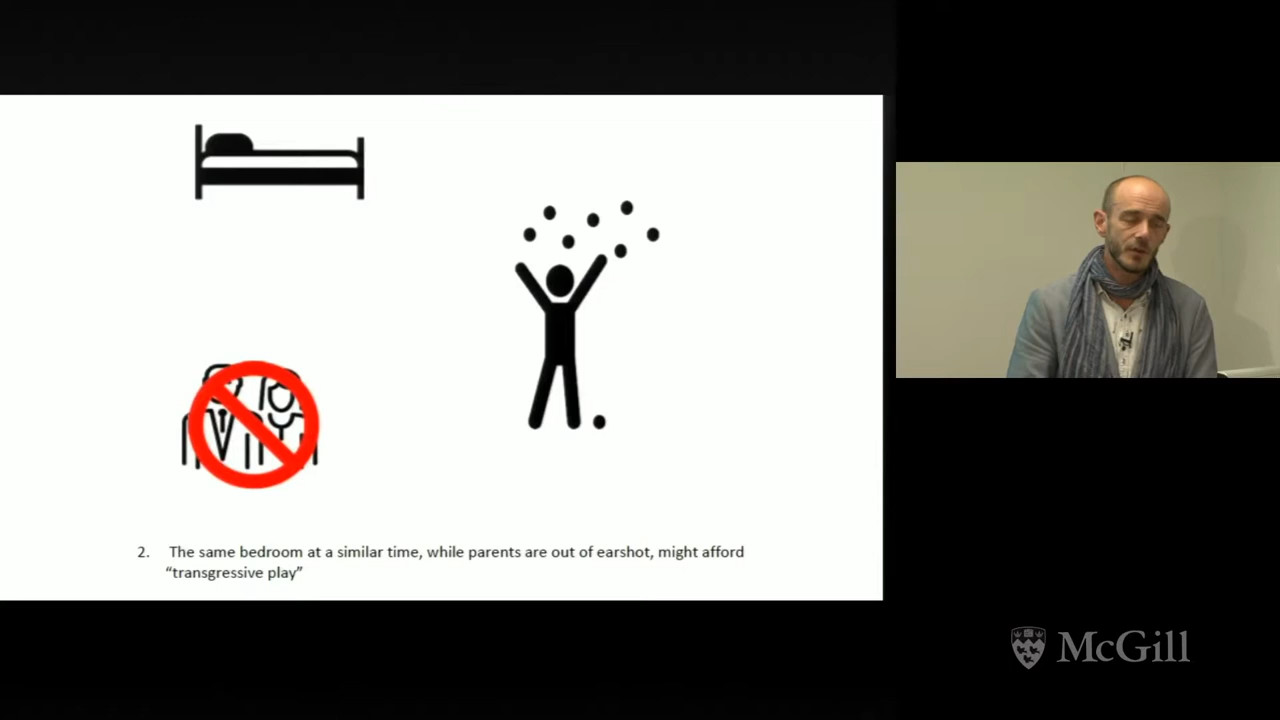 2. The same bedroom at a similar time, while parents are out of earshot, might afford
“transgressive play”
McGill